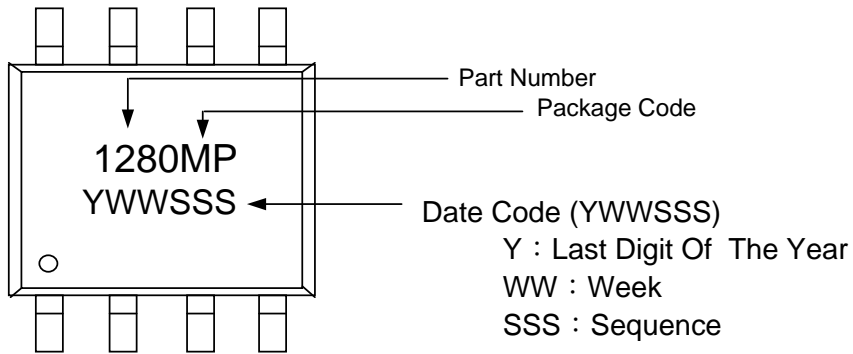 Part Number
Package Code
1280MP
YWWSSS
Date Code (YWWSSS)
Y：Last Digit Of The Year
WW：Week
SSS：Sequence